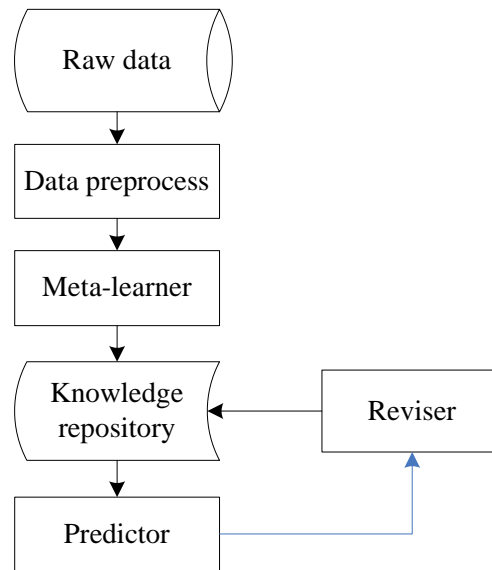 Raw data
Data preprocess
Meta-learner
Knowledge
repository
Reviser
Predictor